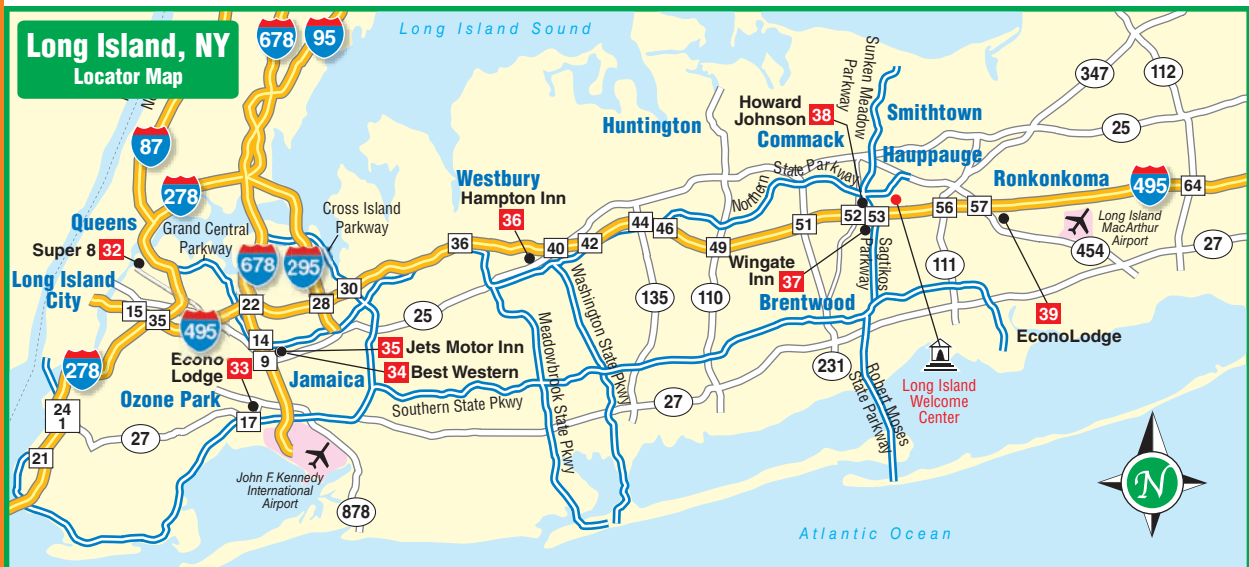 Long Island, NY
Locator Map
678
95
Long Island Sound
87
278
Queens
Super 8 32
Long Island
City
Grand Central
Parkway
Cross Island
Parkway
678
295
15
35
495
22
28
30
14
9
278
Econo
Lodge 33
Ozone Park
35 Jets Motor Inn
34 Best Western
Jamaica
24
1
21
27
17
John F. Kennedy
International
Airport
878
Westbury
Hampton Inn
36
36
40
42
25
Southern State Pkwy
Meadowbrook State Pkwy
Washington State Pkwy
27
Huntington
44
46
49
135
110
Northern State Parkway
Howard
Johnson 38
Commack
Sunken Meadow
Parkway
Smithtown
Hauppauge
347
112
25
51
52
53
56
57
Ronkonkoma
495
64
Wingate
Inn 37
Brentwood
Sagtikos
Parkway
111
231
Robert Moses
State Parkway
Long Island
Welcome
Center
Long Island
MacArthur
Airport
454
27
39
EconoLodge
N
Atlantic Ocean